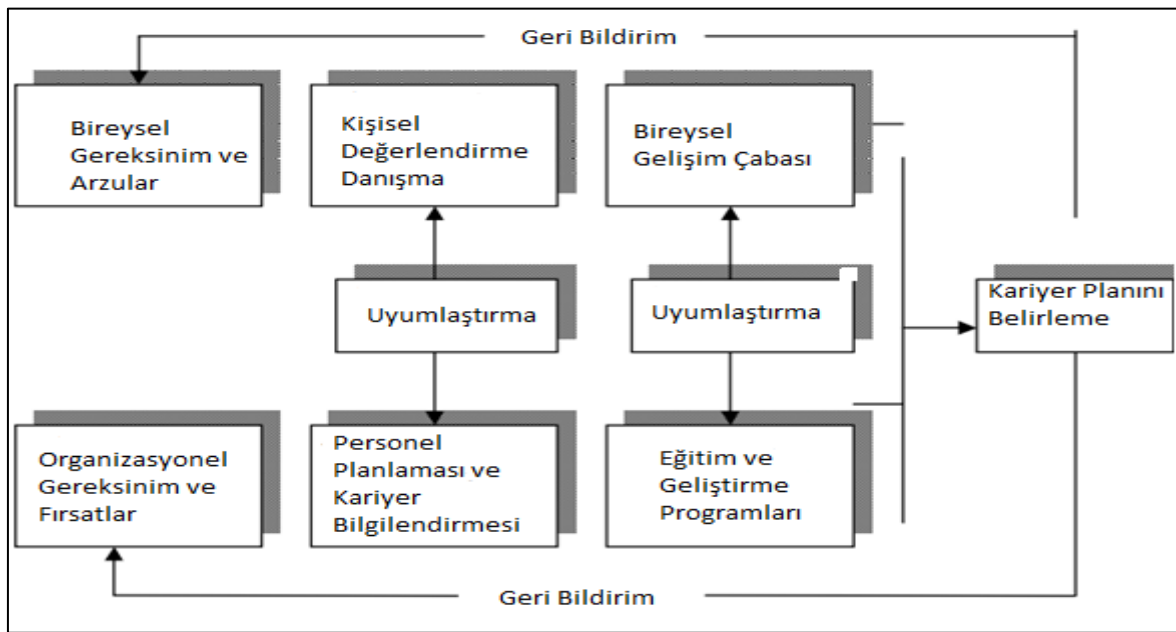 Geri Bildirim
Bireysel
Gereksinim ve
Arzular
Kişisel
Değerlendirme
Danışma
Bireysel
Gelişim Çabası
Uyumlaştırma
Uyumlaştırma
Kariyer Planını
Belirleme
Organizasyonel
Gereksinim ve
Fırsatlar
Personel
Planlaması ve
Kariyer
Bilgilendirmesi
Eğitim ve
Geliştirme
Programları
Geri Bildirim